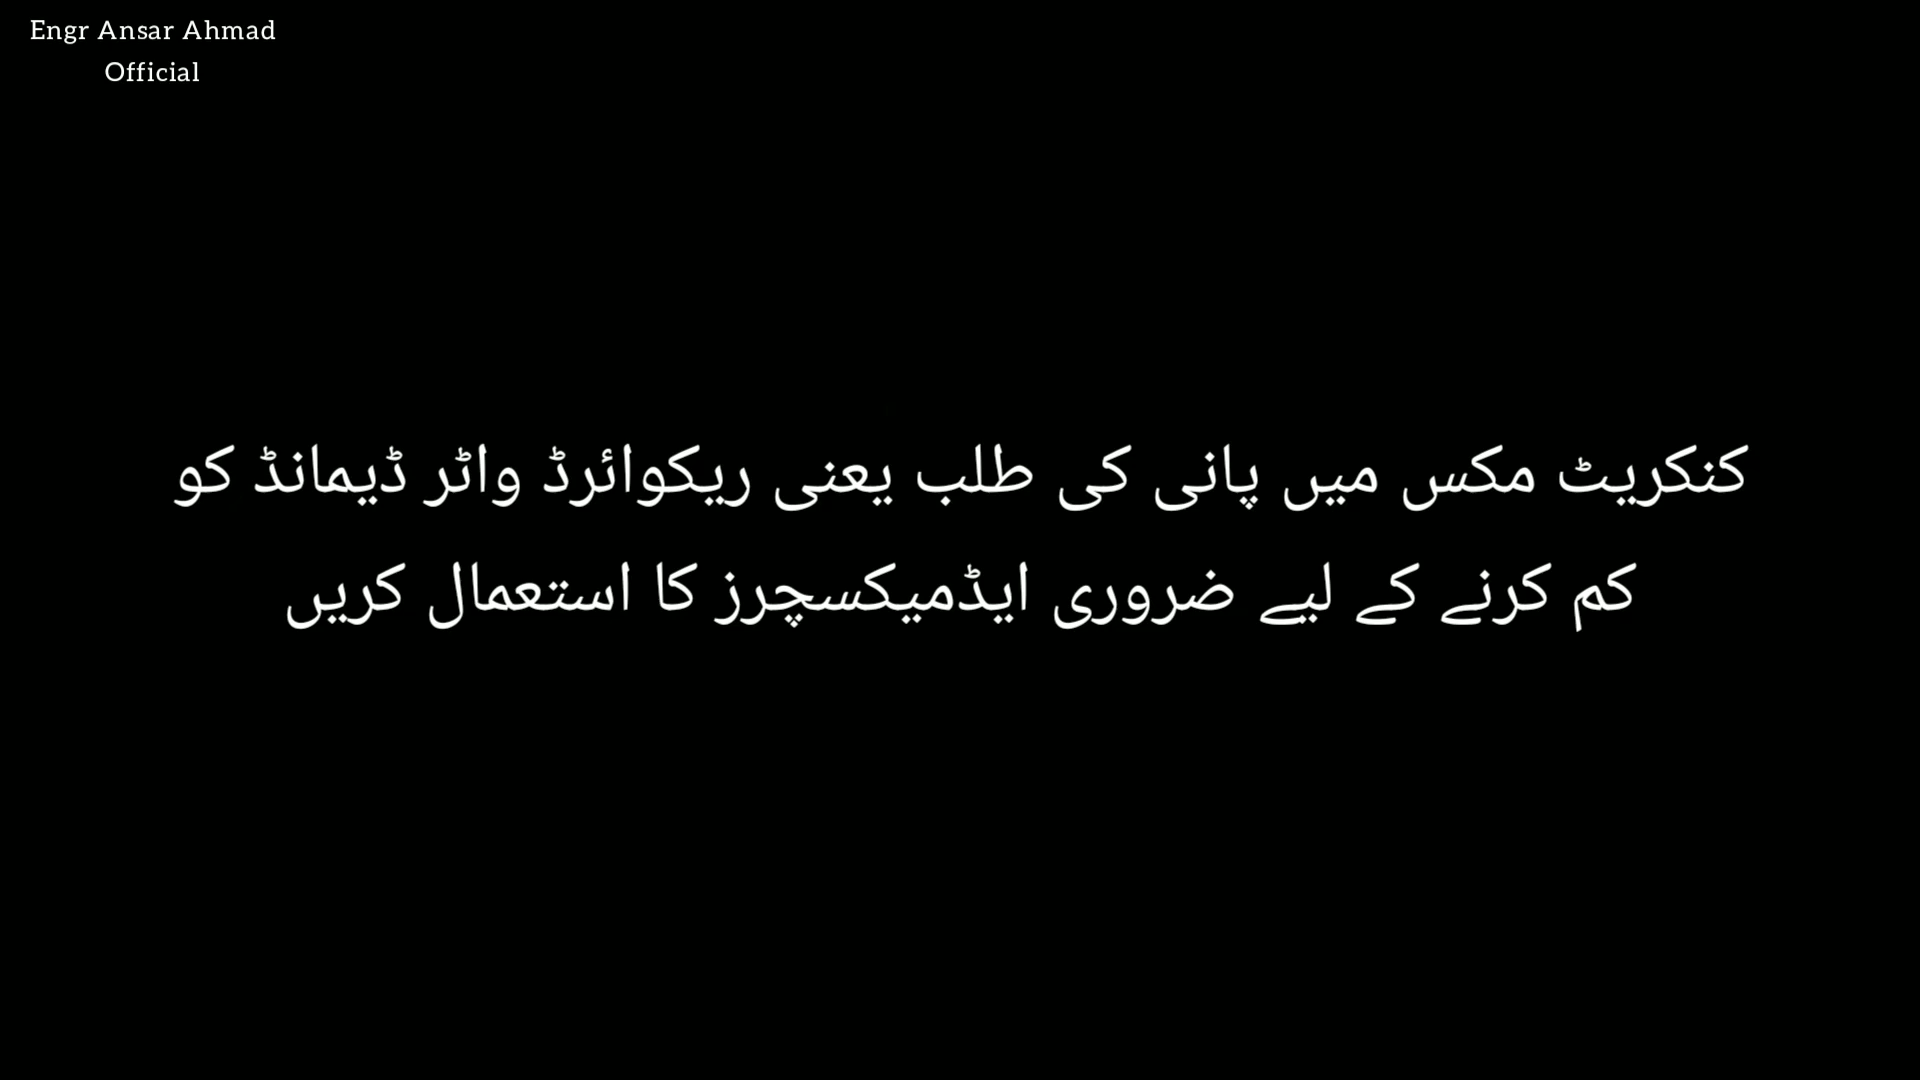 Engr Ansar Ahmad
Official
کنکریٹ مکس میں پانی کی طلب یعنی ریکوائرڈ واٹر ڈیمانڈ کو
کم کرنے کے لیے ضروری ایڈمیکسچرز کا استعمال کریں